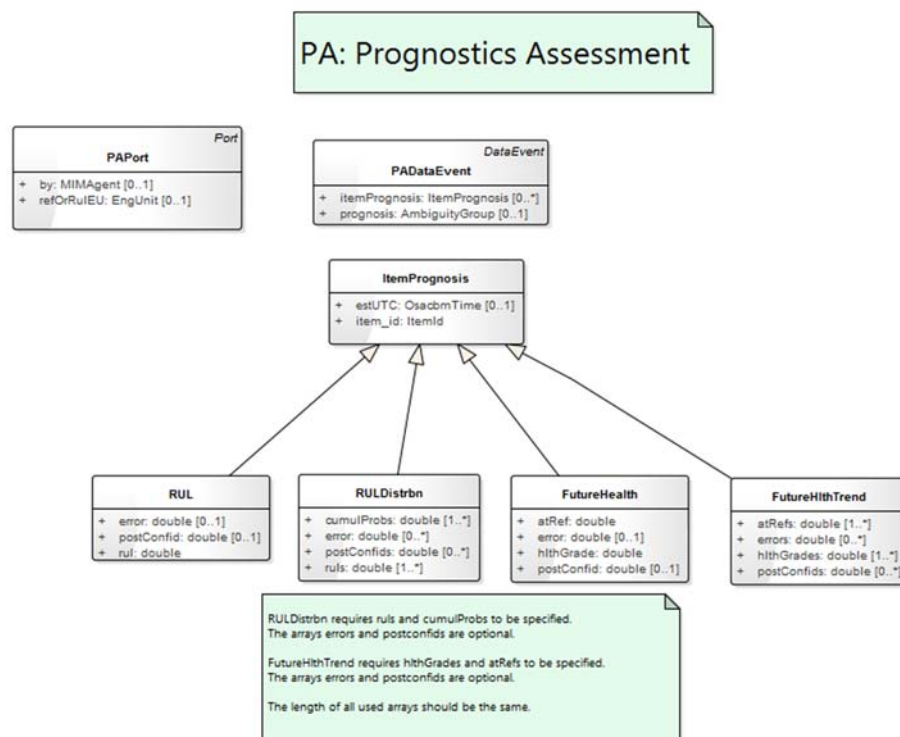 PA: Prognostics Assessment
Port
PAPort
+ by: MIMAgent [0..1]
+ refOrRulEU: EngUnit [0..1]
DataEvent
PADataEvent
+ itemPrognosis: ItemPrognosis [0..*]
+ prognosis: AmbiguityGroup [0..1]
ItemPrognosis
+ estUTC: OsacbmTime [0..1]
+ item_id: ItemId
RUL
+ error: double [0..1]
+ postConfid: double [0..1]
+ rul: double
RULDistrbn
+ cumulProbs: double [1..*]
+ error: double [0..*]
+ postConfids: double [0..*]
+ ruls: double [1..*]
FutureHealth
+ atRef: double
+ error: double [0..1]
+ hlthGrade: double
+ postConfid: double [0..1]
FutureHlthTrend
+ atRefs: double [1..*]
+ errors: double [0..*]
+ hlthGrades: double [1..*]
+ postConfids: double [0..*]
RULDistrbn requires ruls and cumulProbs to be specified.
The arrays errors and postconfids are optional.
FutureHlthTrend requires hlthGrades and atRefs to be specified.
The arrays errors and postconfids are optional.
The length of all used arrays should be the same.